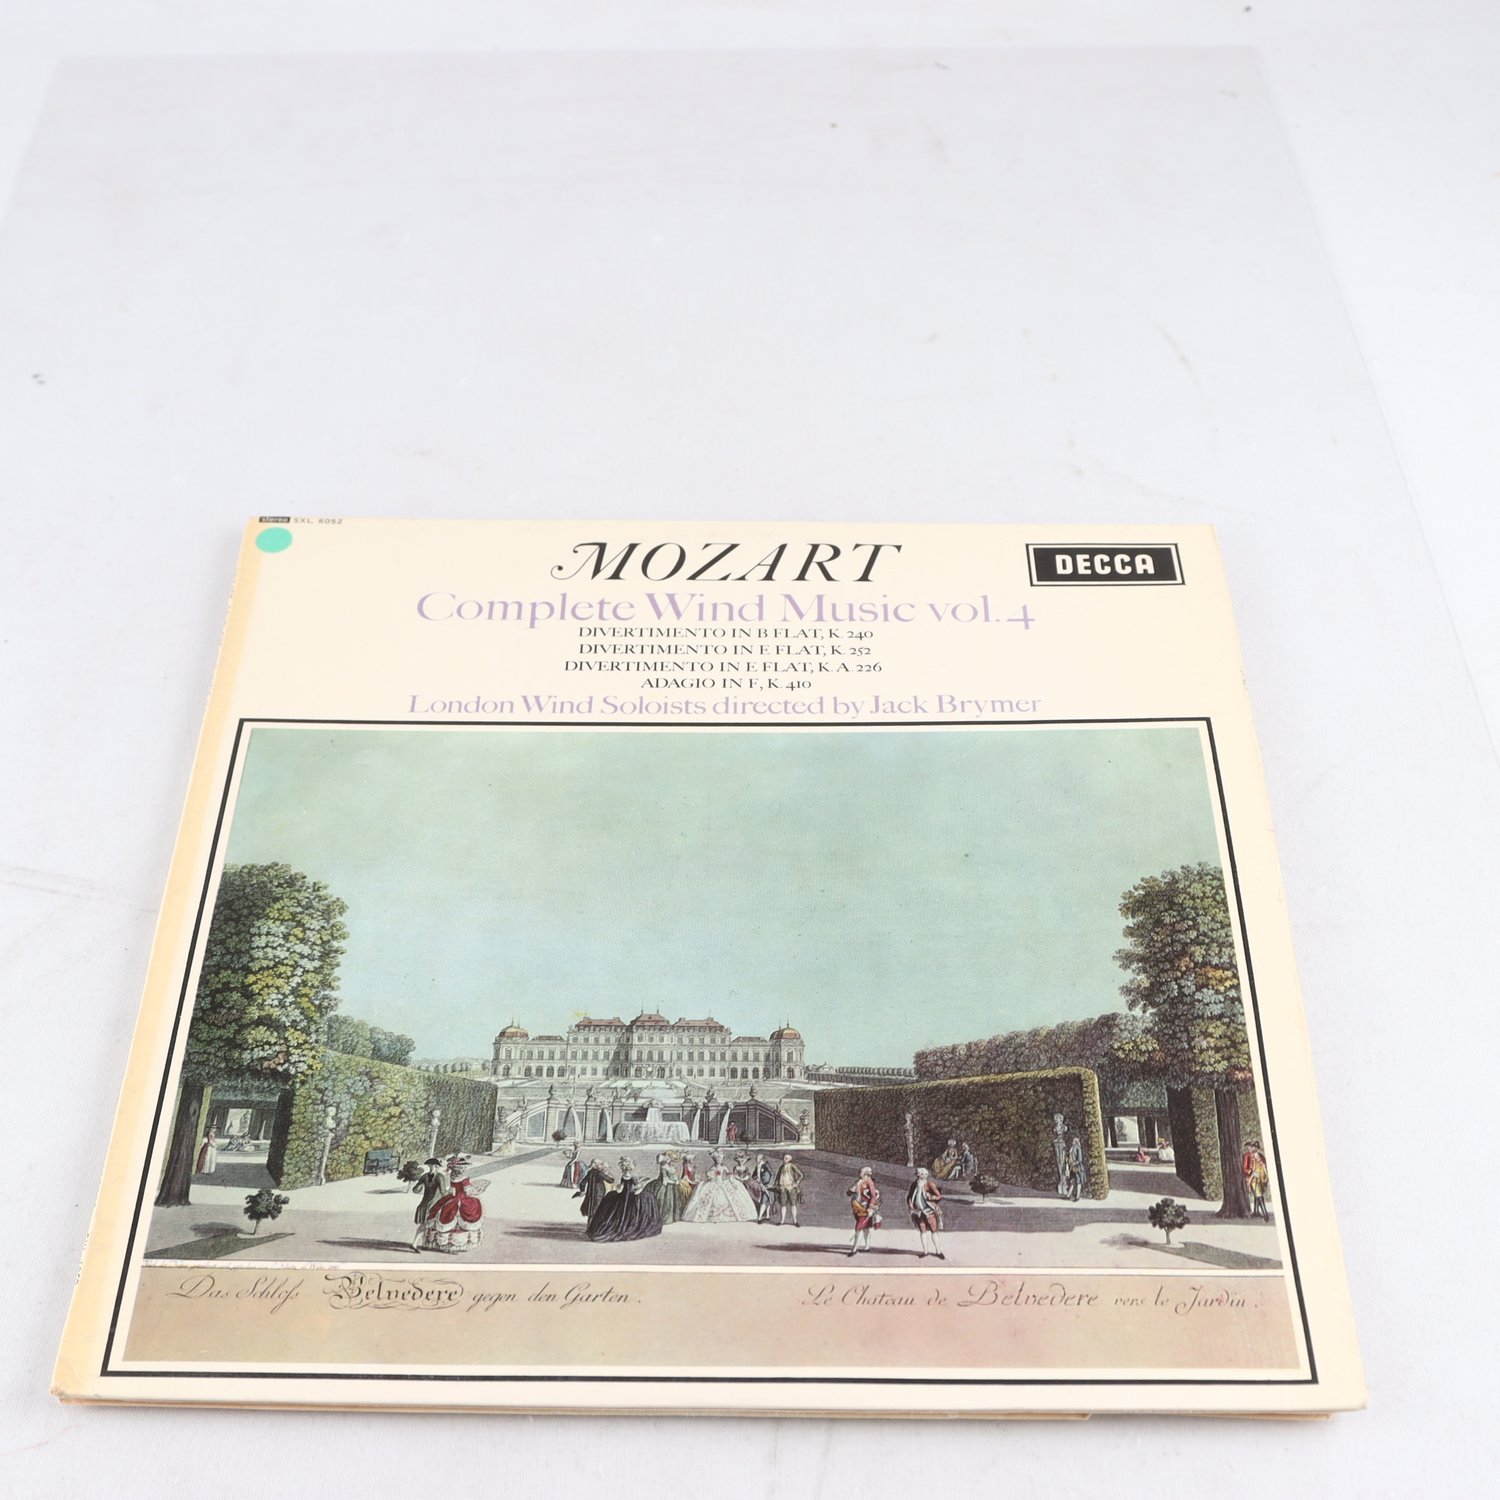 stereo SXL 6052
MOZART
DECCA
Complete Wind Music vol. 4
DIVERTIMENTO IN B FLAT, K. 240
DIVERTIMENTO IN E FLAT, K. 252
DIVERTIMENTO IN E FLAT, K. A. 226
ADAGIO IN F, K. 410
London Wind Soloists directed by Jack Brymer
Das Schloſs Belvedere gegen den Garten.
Le Chateau de Belvedere vers le Jardin.